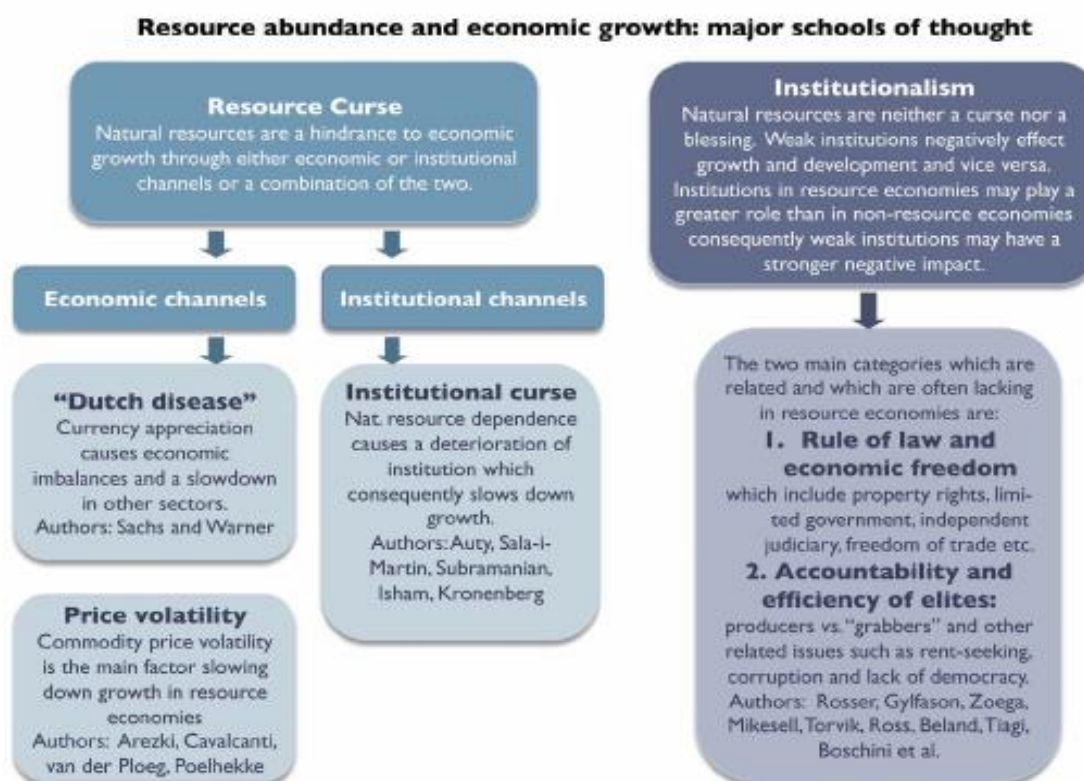 Resource abundance and economic growth: major schools of thought
Resource Curse
Natural resources are a hindrance to economic
growth through either economic or institutional
channels or a combination of the two.
Economic channels
Institutional channels
“Dutch disease”
Currency appreciation
causes economic
imbalances and a slowdown
in other sectors.
Authors: Sachs and Warner
Price volatility
Commodity price volatility
is the main factor slowing
down growth in resource
economies
Authors: Arezki, Cavalcanti,
van der Ploeg, Poelhekke
Institutional curse
Nat. resource dependence
causes a deterioration of
institution which
consequently slows down
growth.
Authors: Auty, Sala-i-
Martin, Subramanian,
Isham, Kronenberg
Institutionalism
Natural resources are neither a curse nor a
blessing. Weak institutions negatively effect
growth and development and vice versa.
Institutions in resource economies may play a
greater role than in non-resource economies
consequently weak institutions may have a
stronger negative impact.
The two main categories which are
related and which are often lacking
in resource economies are:
1. Rule of law and
economic freedom
which include property rights, limi-
ted government, independent
judiciary, freedom of trade etc.
2. Accountability and
efficiency of elites:
producers vs. “grabbers” and other
related issues such as rent-seeking,
corruption and lack of democracy.
Authors: Rosser, Gylfason, Zoega,
Mikesell, Torvik, Ross, Beland, Tiagi,
Boschini et al.